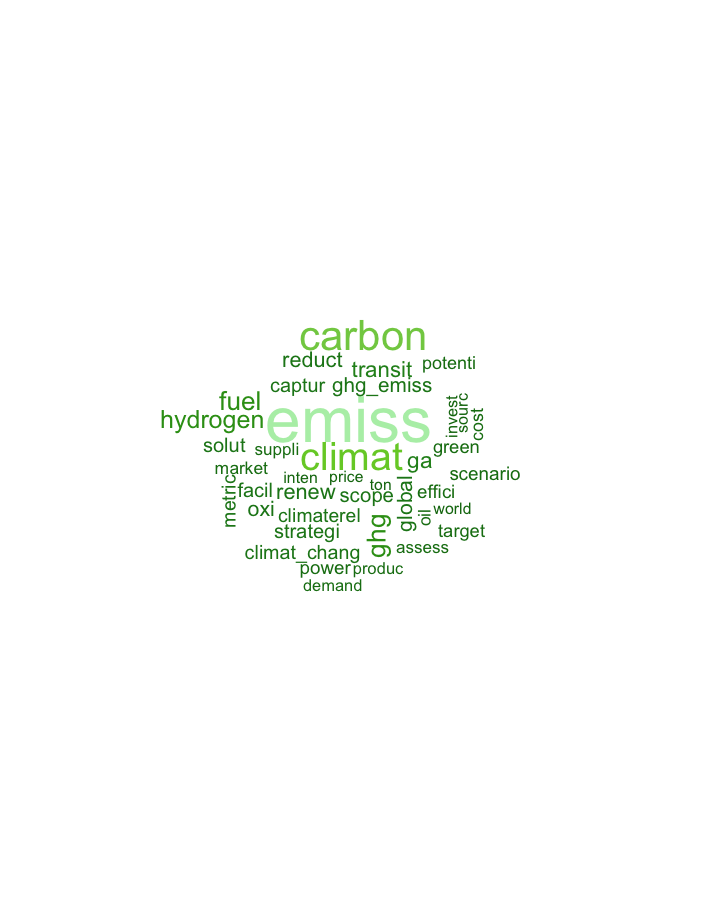 carbon
reduct
transit
potenti
captur
ghg_emiss
fuel
emiss
invest
sourc
cost
hydrogen
solut
suppli
climat
ga
green
market
inten
price
scenario
metric
facil
renew
scope
ton
global
effici
oxi
climaterel
oil
world
strategi
ghg
target
climat_chang
assess
power
produc
demand